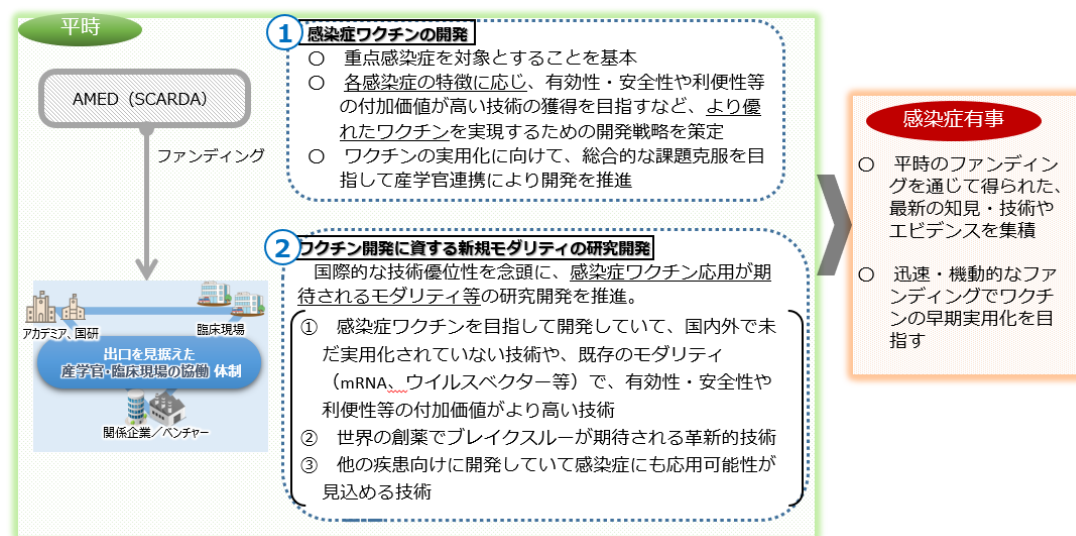 平時
AMED（SCARDA）
ファンディング
アカデミア、国研
臨床現場
出口を見据えた
産学官・臨床現場の協働 体制
関係企業／ベンチャー
1 感染症ワクチンの開発
○ 重点感染症を対象とすることを基本
○ 各感染症の特徴に応じ、有効性・安全性や利便性等
の付加価値が高い技術の獲得を目指すなど、より優
れたワクチンを実現するための開発戦略を策定
○ ワクチンの実用化に向けて、総合的な課題克服を目
指して産学官連携により開発を推進
2 ワクチン開発に資する新規モダリティの研究開発
国際的な技術優位性を念頭に、感染症ワクチン応用が期
待されるモダリティ等の研究開発を推進。
① 感染症ワクチンを目指して開発していて、国内外で未
だ実用化されていない技術や、既存のモダリティ
（mRNA、ウイルスベクター等）で、有効性・安全性や
利便性等の付加価値がより高い技術
② 世界の創薬でブレイクスルーが期待される革新的技術
③ 他の疾患向けに開発していて感染症にも応用可能性が
見込める技術
感染症有事
○ 平時のファンディン
グを通じて得られた、
最新の知見・技術や
エビデンスを集積
○ 迅速・機動的なファ
ンディングでワクチ
ンの早期実用化を目
指す